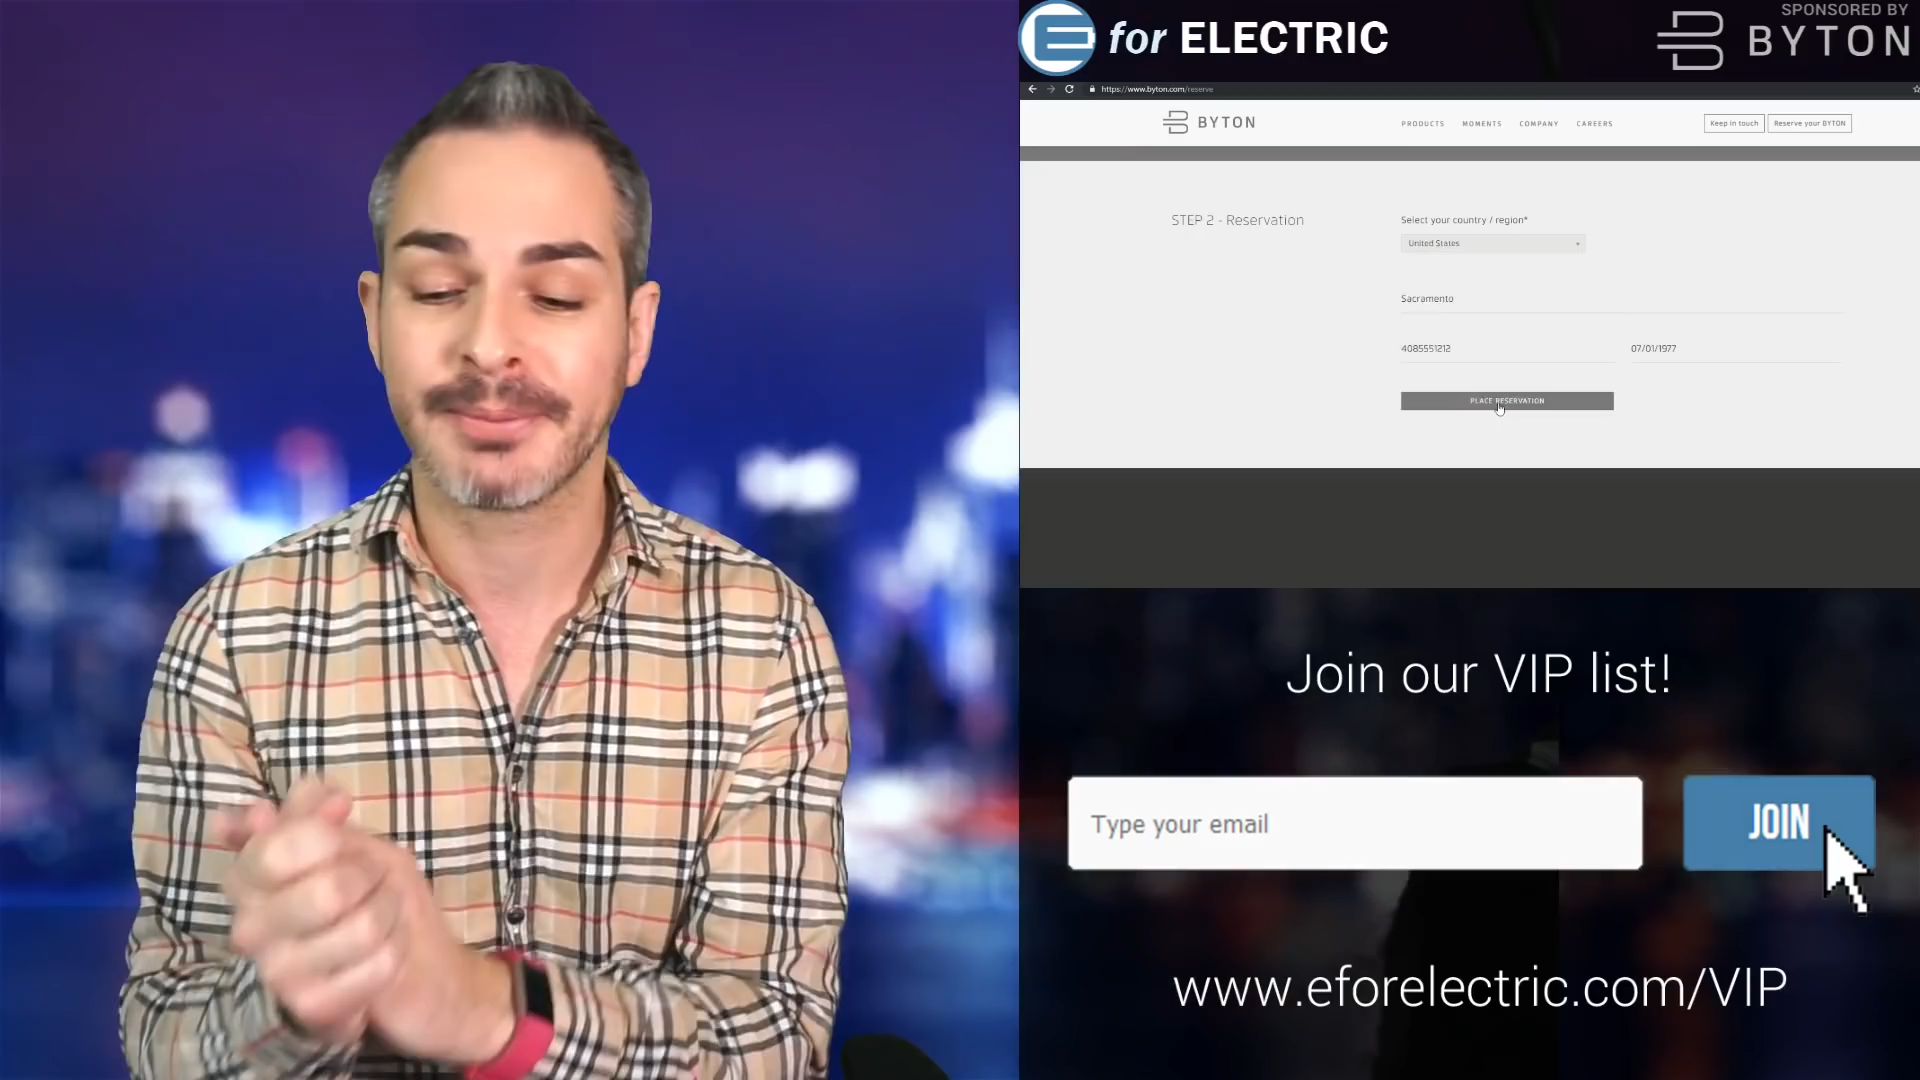 for ELECTRIC
SPONSORED BY
BYTON
https://www.byton.com/reserve
BYTON
PRODUCTS MOMENTS COMPANY CAREERS
Keep in touch
Reserve your BYTON
STEP 2 - Reservation
Select your country / region*
United States
Sacramento
4085551212
07/01/1977
PLACE RESERVATION
Join our VIP list!
Type your email
JOIN
www.eforelectric.com/VIP